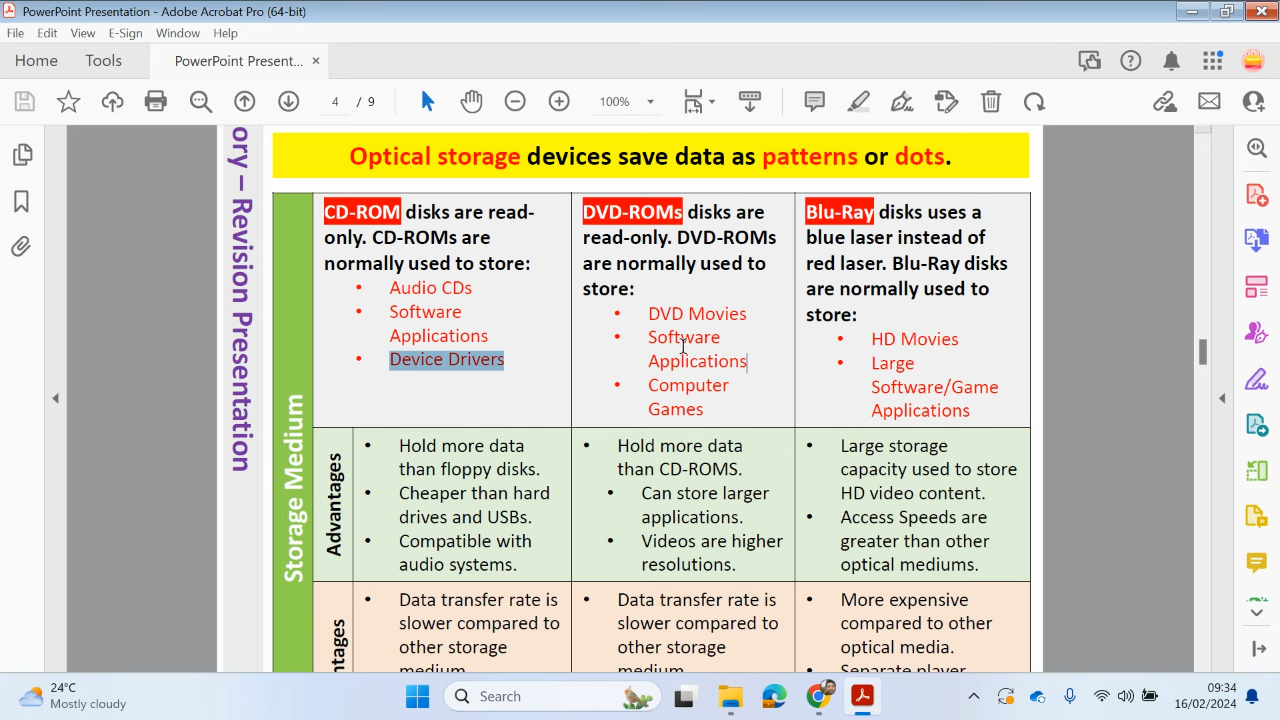 PowerPoint Presentation - Adobe Acrobat Pro (64-bit)
File Edit View E-Sign Window Help
Home Tools PowerPoint Present... ×
4 / 9 100%
ory – Revision Presentation
Optical storage devices save data as patterns or dots.
Storage Medium
CD-ROM disks are read-
only. CD-ROMs are
normally used to store:
• Audio CDs
• Software
Applications
• Device Drivers
DVD-ROMs disks are
read-only. DVD-ROMs
are normally used to
store:
• DVD Movies
• Software
Applications
• Computer
Games
Blu-Ray disks uses a
blue laser instead of
red laser. Blu-Ray disks
are normally used to
store:
• HD Movies
• Large
Software/Game
Applications
Advantages
• Hold more data
than floppy disks.
• Cheaper than hard
drives and USBs.
• Compatible with
audio systems.
• Hold more data
than CD-ROMS.
• Can store larger
applications.
• Videos are higher
resolutions.
• Large storage
capacity used to store
HD video content.
• Access Speeds are
greater than other
optical mediums.
ntages
• Data transfer rate is
slower compared to
other storage
medium
• Data transfer rate is
slower compared to
other storage
medium
• More expensive
compared to other
optical media.
• Separate player
24°C
Mostly cloudy
Search
09:34
16/02/2024